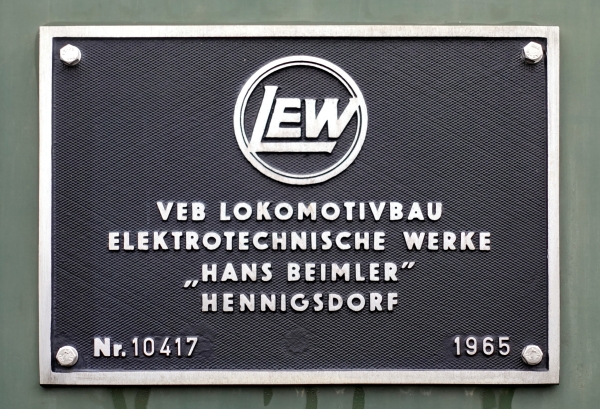 LEW
VEB LOKOMOTIVBAU
ELEKTROTECHNISCHE WERKE
„HANS BEIMLER”
HENNIGSDORF
Nr. 10417 1965